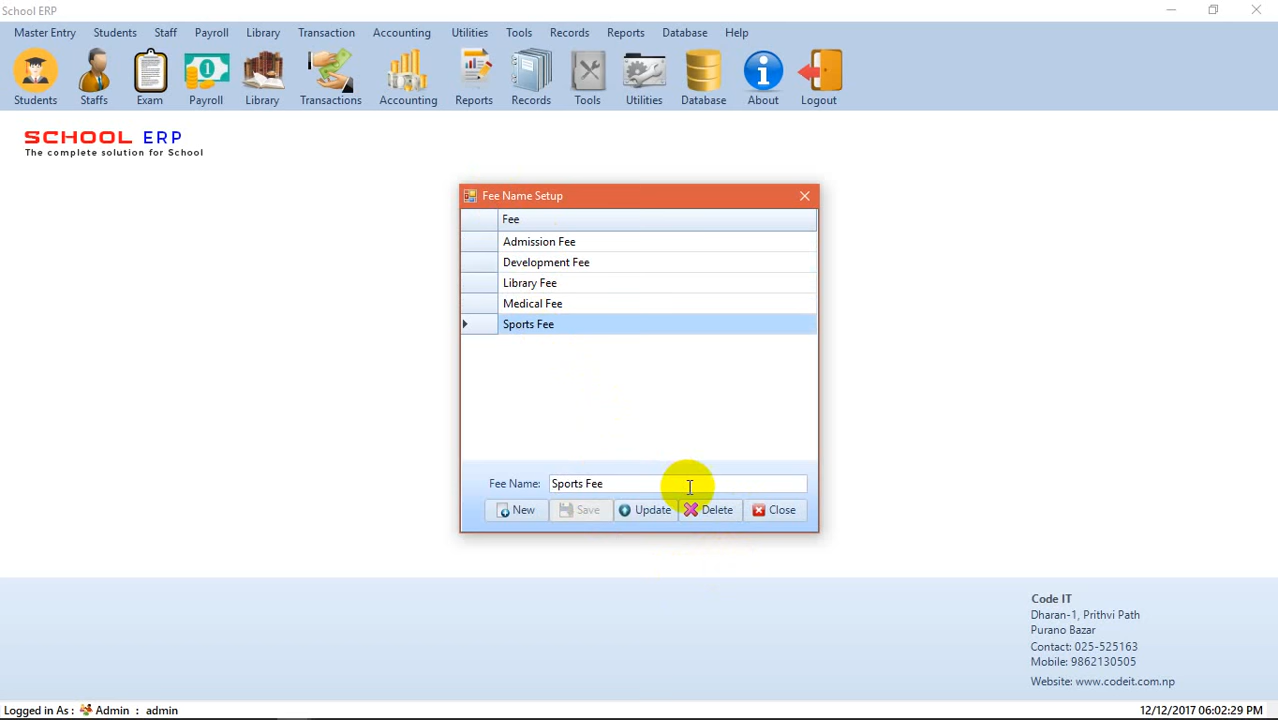 School ERP
Master Entry Students Staff Payroll Library Transaction Accounting Utilities Tools Records Reports Database Help
Students Staffs Exam Payroll Library Transactions Accounting Reports Records Tools Utilities Database About Logout
SCHOOL ERP
The complete solution for School
Fee Name Setup
Fee
Admission Fee
Development Fee
Library Fee
Medical Fee
Sports Fee
Fee Name: Sports Fee
New Save Update Delete Close
Code IT
Dharan-1, Prithvi Path
Purano Bazar
Contact: 025-525163
Mobile: 9862130505
Website: www.codeit.com.np
Logged in As : Admin : admin 12/12/2017 06:02:29 PM